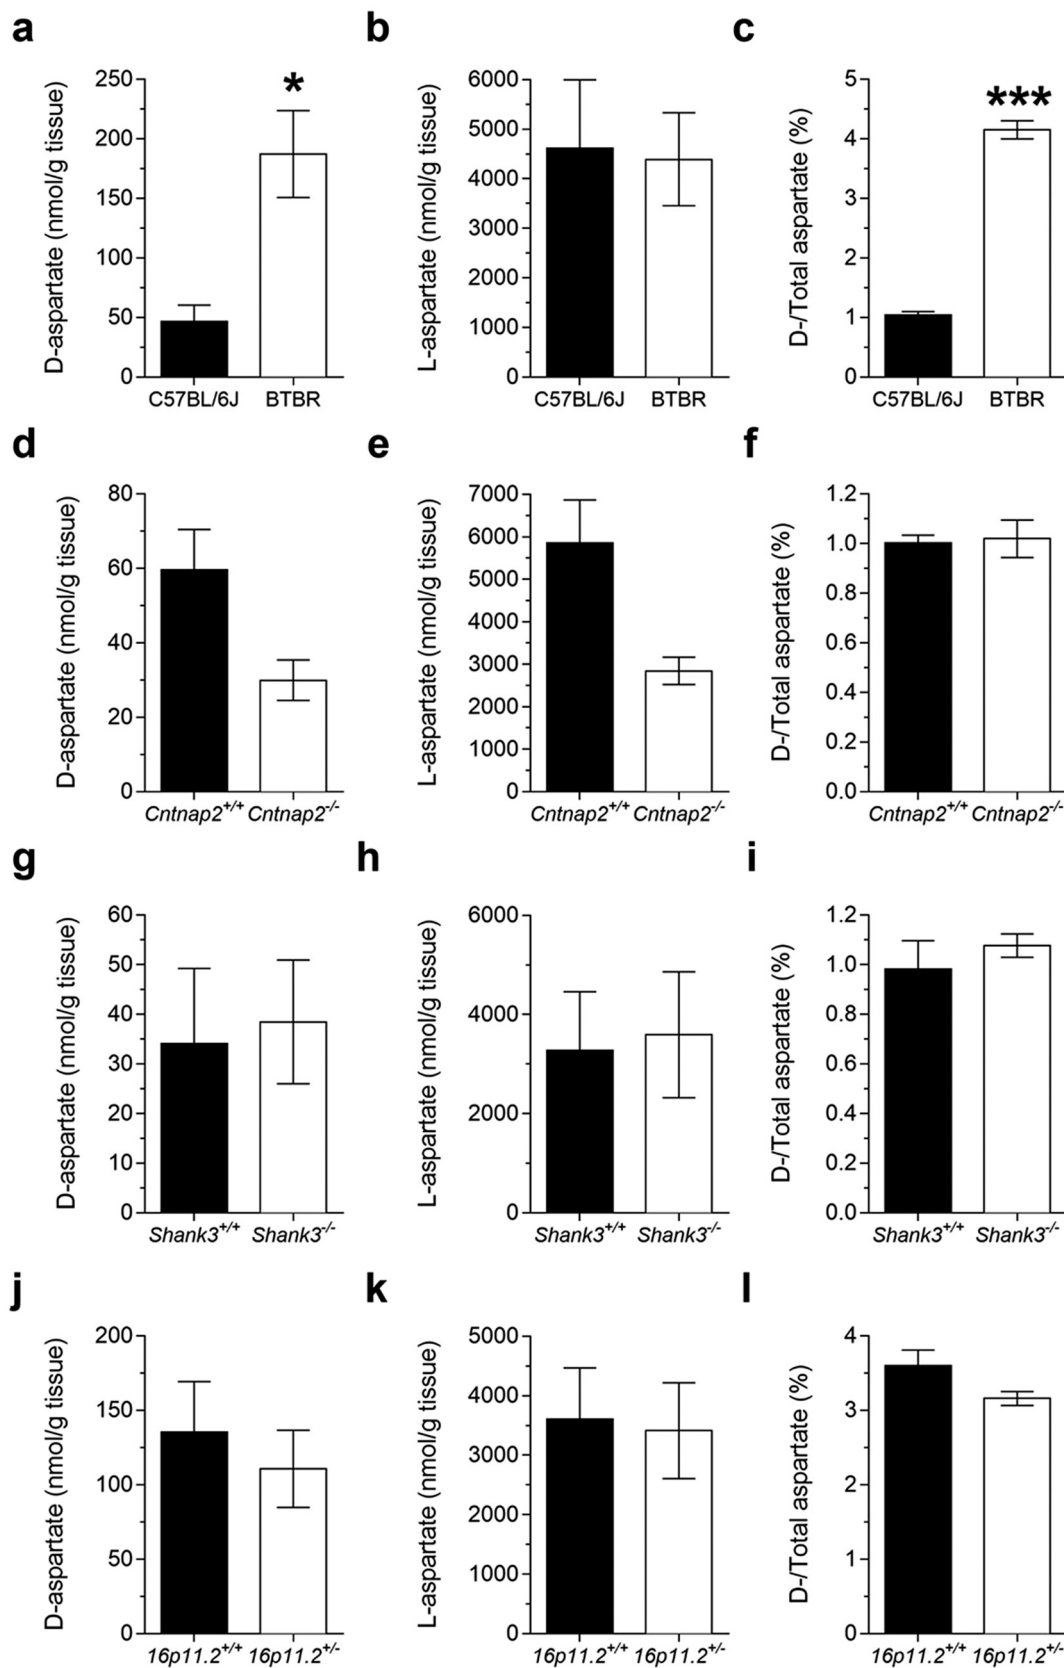 a
D-aspartate (nmol/g tissue)
250
200
150
100
50
0
*
C57BL/6J BTBR
b
L-aspartate (nmol/g tissue)
6000
5000
4000
3000
2000
1000
0
C57BL/6J BTBR
c
D-/Total aspartate (%)
5
4
3
2
1
0
***
C57BL/6J BTBR
d
D-aspartate (nmol/g tissue)
80
60
40
20
0
Cntnap2+/+ Cntnap2-/-
e
L-aspartate (nmol/g tissue)
7000
6000
5000
4000
3000
2000
1000
0
Cntnap2+/+ Cntnap2-/-
f
D-/Total aspartate (%)
1.2
1.0
0.8
0.6
0.4
0.2
0.0
Cntnap2+/+ Cntnap2-/-
g
D-aspartate (nmol/g tissue)
60
50
40
30
20
10
0
Shank3+/+ Shank3-/-
h
L-aspartate (nmol/g tissue)
6000
4000
2000
0
Shank3+/+ Shank3-/-
i
D-/Total aspartate (%)
1.2
1.0
0.8
0.6
0.4
0.2
0.0
Shank3+/+ Shank3-/-
j
D-aspartate (nmol/g tissue)
200
150
100
50
0
16p11.2+/+ 16p11.2+/-
k
L-aspartate (nmol/g tissue)
5000
4000
3000
2000
1000
0
16p11.2+/+ 16p11.2+/-
l
D-/Total aspartate (%)
4
3
2
1
0
16p11.2+/+ 16p11.2+/-